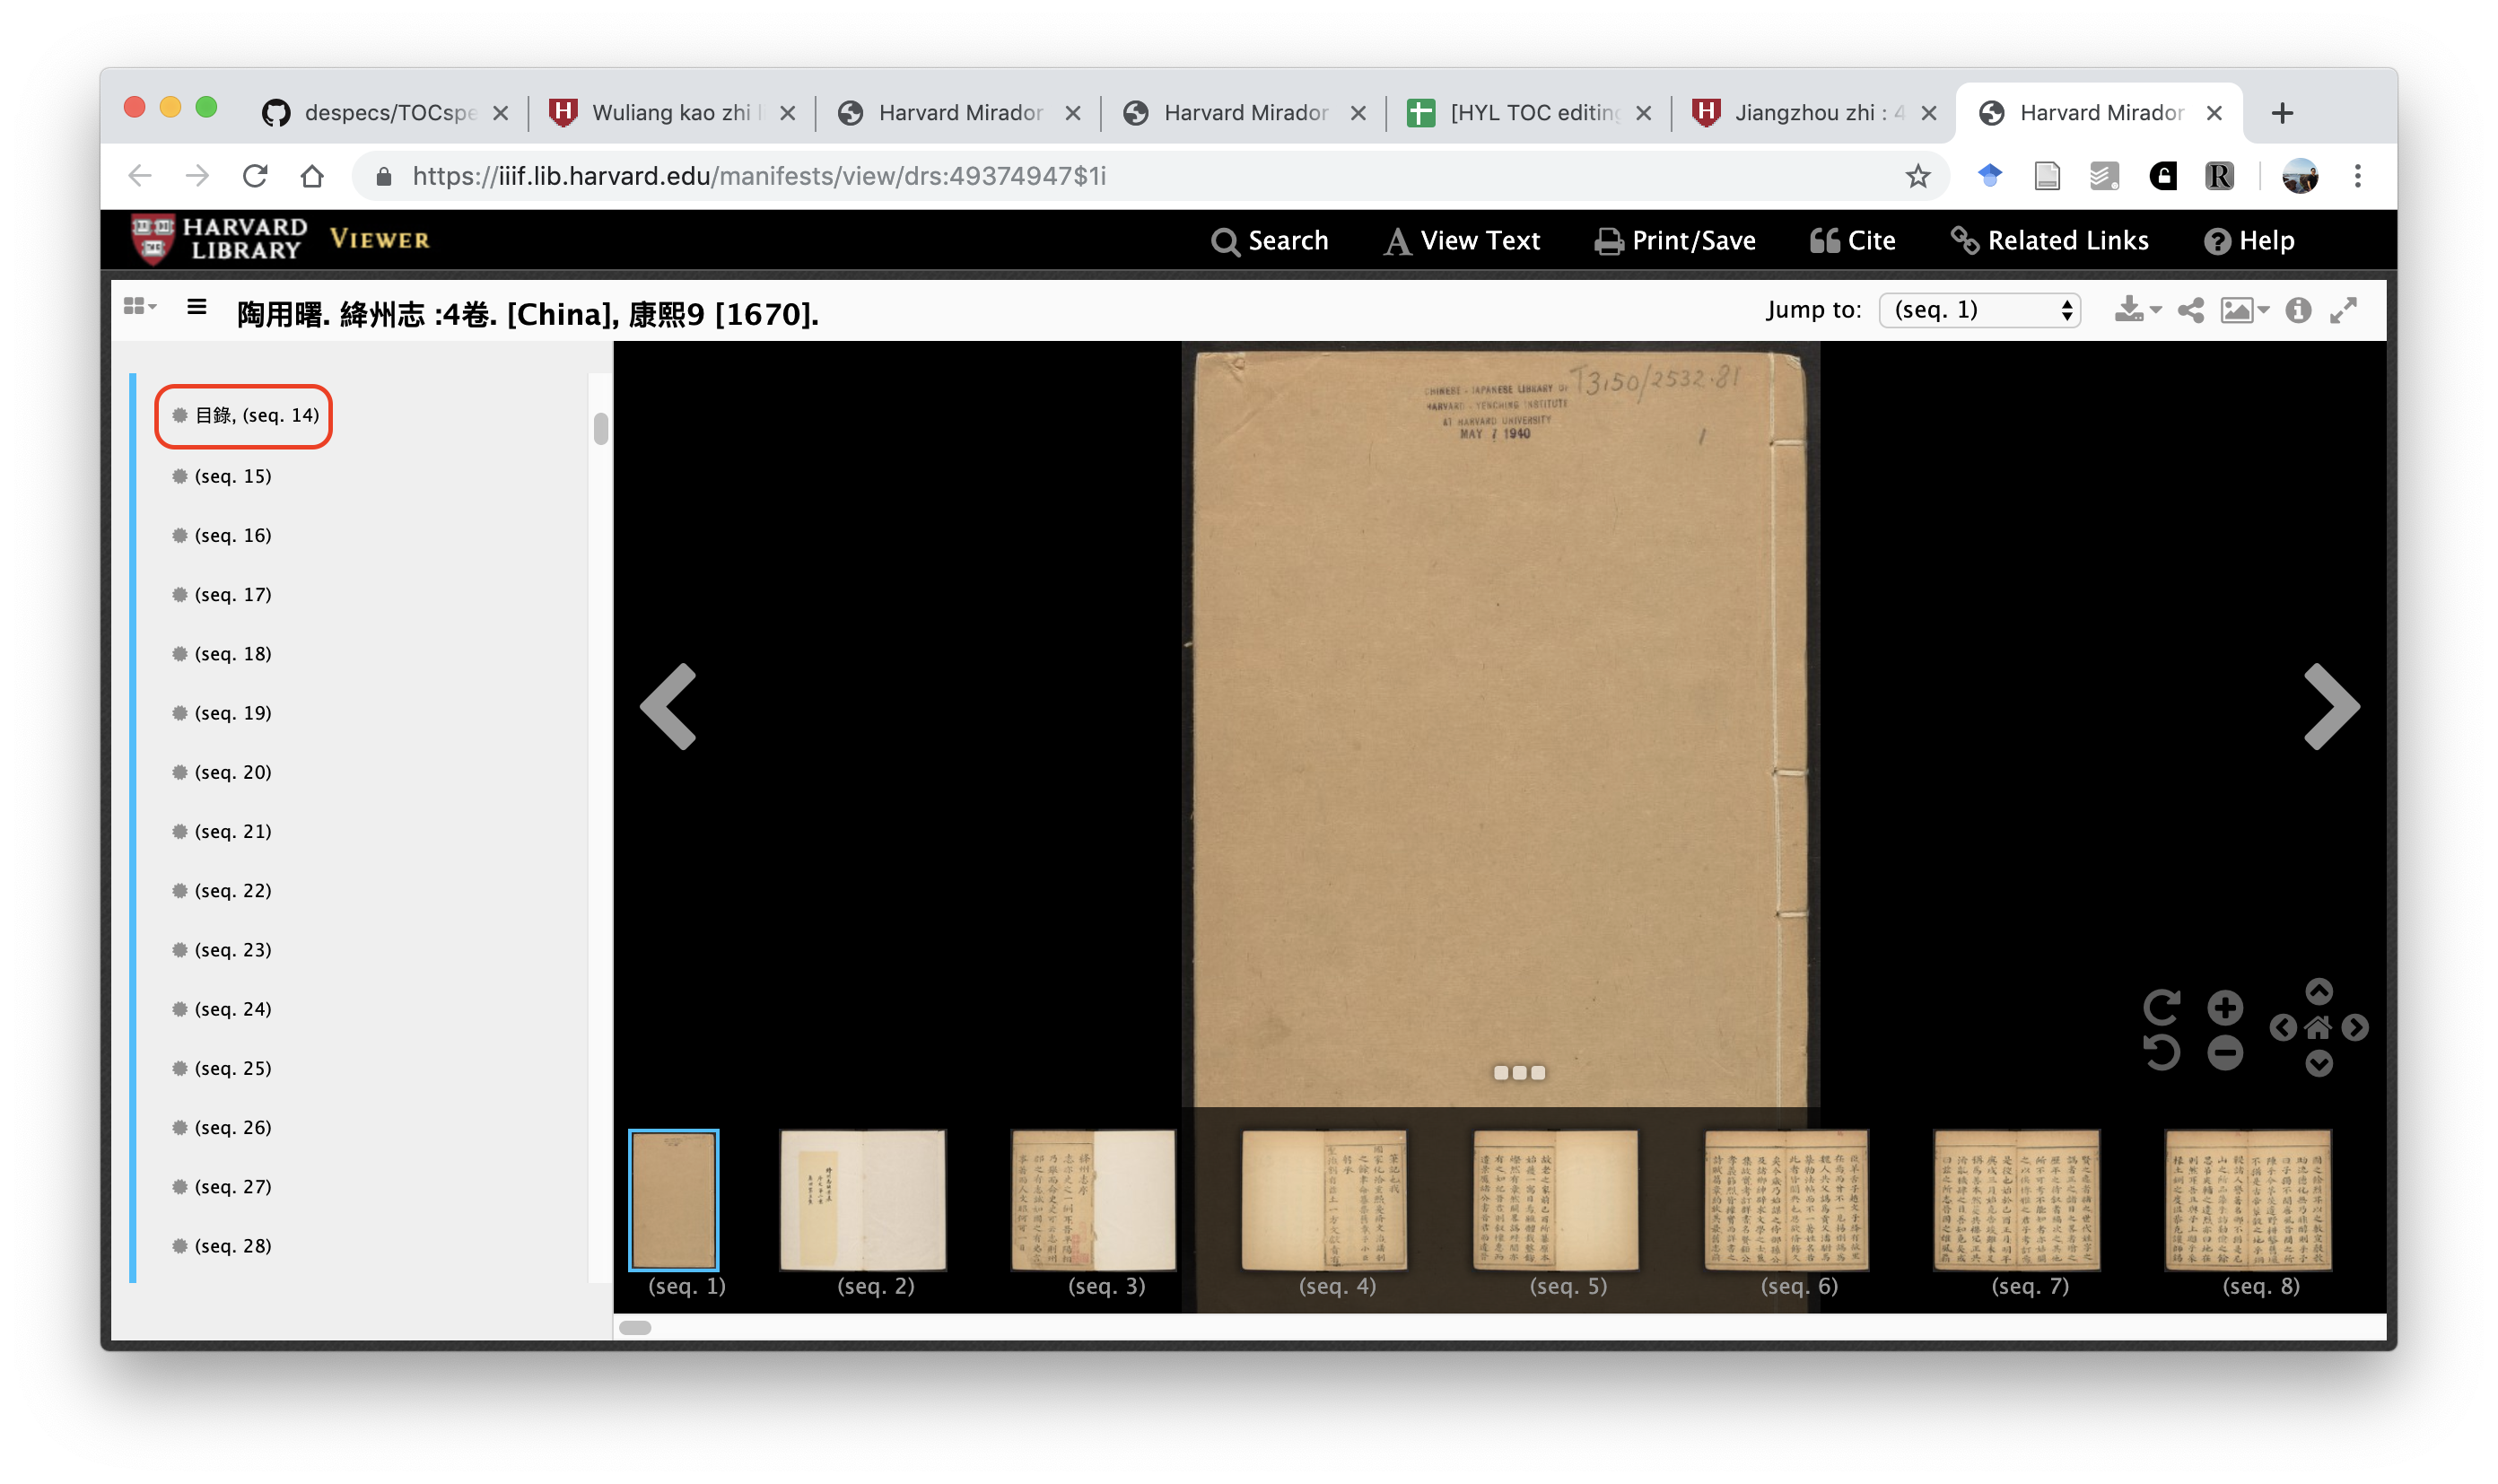 despecs/TOCspe
Wuliang kao zhi l
Harvard Mirador
Harvard Mirador
[HYL TOC editing
Jiangzhou zhi : 4
Harvard Mirador
https://iiif.lib.harvard.edu/manifests/view/drs:49374947$1i
HARVARD LIBRARY VIEWER
Search
View Text
Print/Save
Cite
Related Links
Help
陶用曙. 絳州志 :4卷. [China], 康熙9 [1670].
Jump to: (seq. 1)
目錄, (seq. 14)
(seq. 15)
(seq. 16)
(seq. 17)
(seq. 18)
(seq. 19)
(seq. 20)
(seq. 21)
(seq. 22)
(seq. 23)
(seq. 24)
(seq. 25)
(seq. 26)
(seq. 27)
(seq. 28)
T3150/2532.81
CHINESE - JAPANESE LIBRARY OF
HARVARD - YENCHING INSTITUTE
AT HARVARD UNIVERSITY
MAY 7 1940
1
(seq. 1)
(seq. 2)
(seq. 3)
(seq. 4)
(seq. 5)
(seq. 6)
(seq. 7)
(seq. 8)